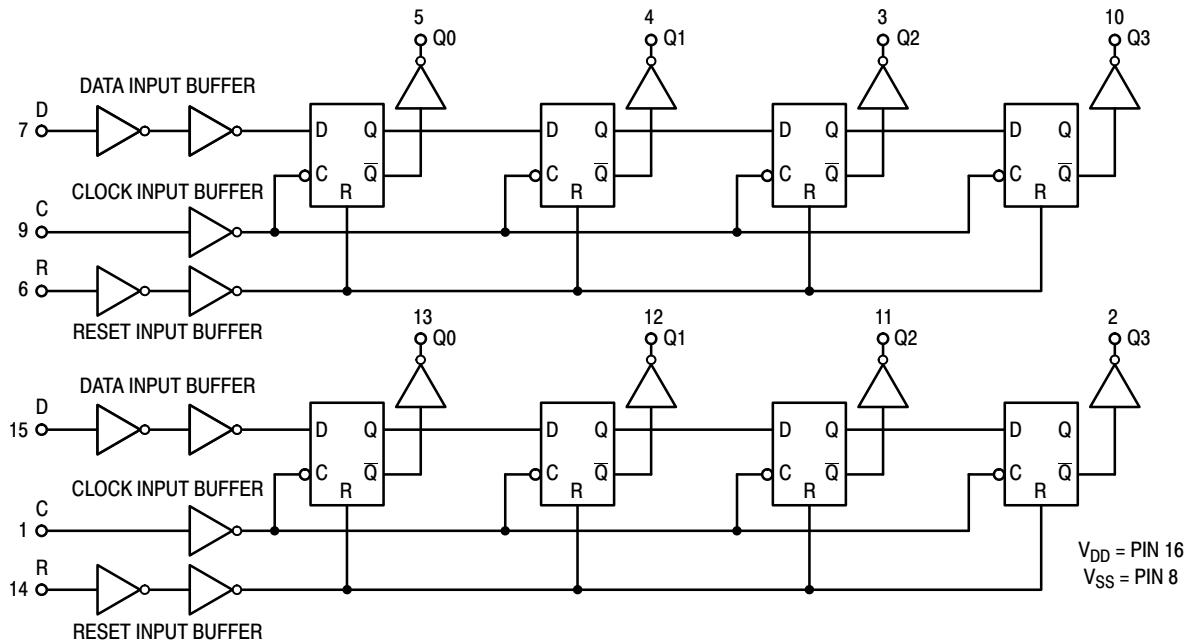 5 4 3 10
Q0 Q1 Q2 Q3
DATA INPUT BUFFER
D
7
D Q D Q D Q D Q
C Q̅ C Q̅ C Q̅ C Q̅
R R R R
CLOCK INPUT BUFFER
C
9
R
6
RESET INPUT BUFFER
13 12 11 2
Q0 Q1 Q2 Q3
DATA INPUT BUFFER
D
15
D Q D Q D Q D Q
C Q̅ C Q̅ C Q̅ C Q̅
R R R R
CLOCK INPUT BUFFER
C
1
R
14
RESET INPUT BUFFER
V_DD = PIN 16
V_SS = PIN 8